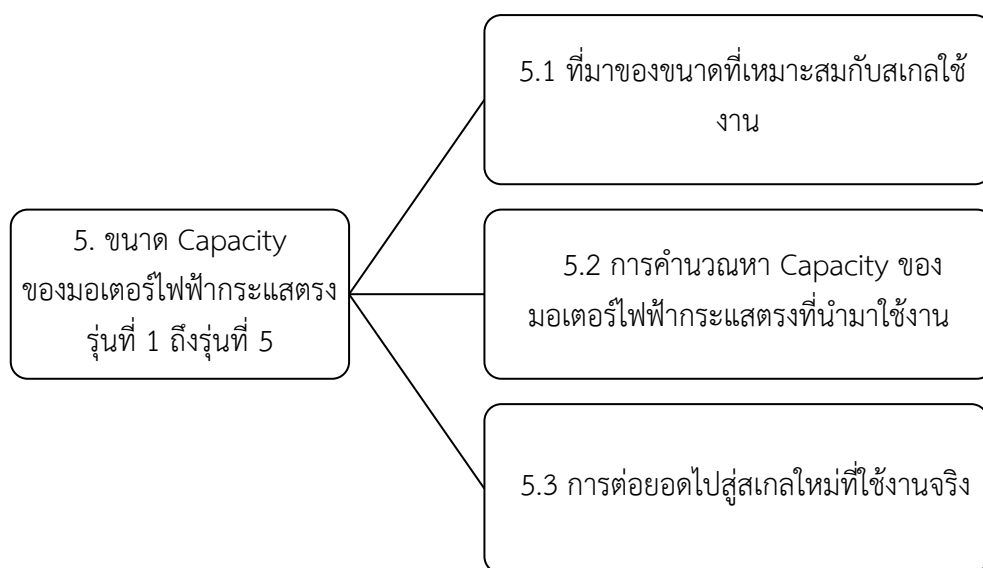 5.1 ที่มาของขนาดที่เหมาะสมกับสเกลใช้
งาน
5. ขนาด Capacity
ของมอเตอร์ไฟฟ้ากระแสตรง
รุ่นที่ 1 ถึงรุ่นที่ 5
5.2 การคำนวณหา Capacity ของ
มอเตอร์ไฟฟ้ากระแสตรงที่นำมาใช้งาน
5.3 การต่อยอดไปสู่สเกลใหม่ที่ใช้งานจริง